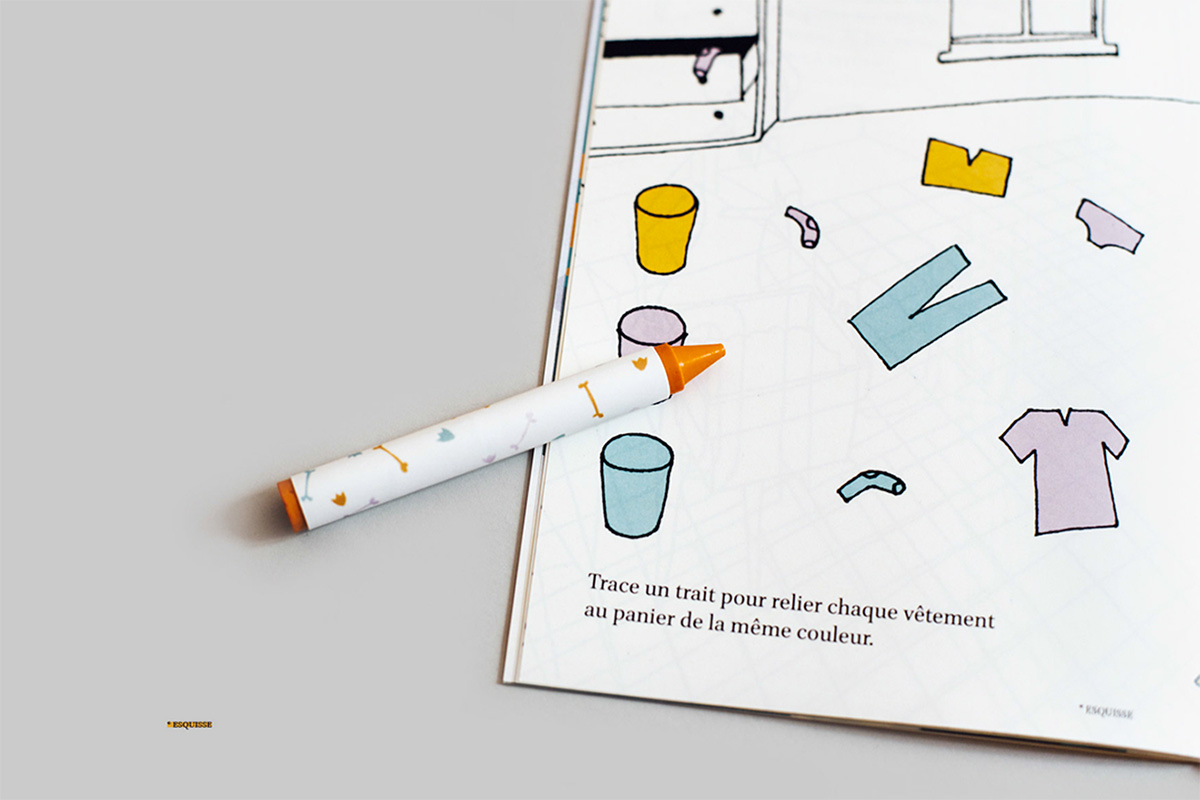 Trace un trait pour relier chaque vêtement
au panier de la même couleur.
* ESQUISSE
* ESQUISSE